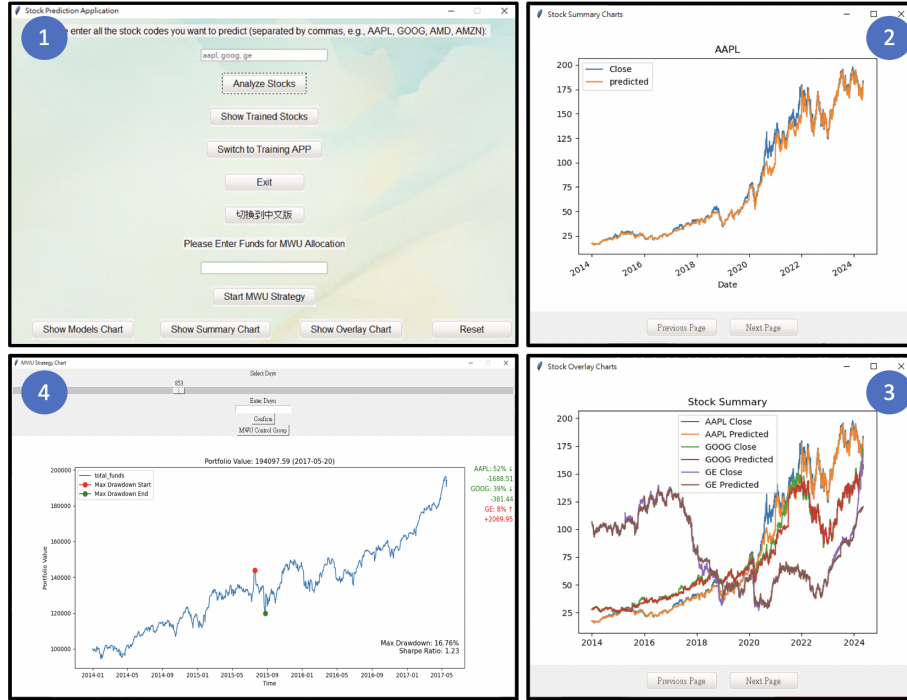 Stock Prediction Application
1
enter all the stock codes you want to predict (separated by commas, e.g., AAPL, GOOG, AMD, AMZN):
aapl, goog, ge
Analyze Stocks
Show Trained Stocks
Switch to Training APP
Exit
切換到中文版
Please Enter Funds for MWU Allocation
Start MWU Strategy
Show Models Chart
Show Summary Chart
Show Overlay Chart
Reset
Stock Summary Charts
2
AAPL
Close
predicted
200
175
150
125
100
75
50
25
2014
2016
2018
2020
2022
2024
Date
Previous Page
Next Page
MWU Strategy Chart
4
Select Days
853
Enter Days:
Confirm
MWU Control Group
Portfolio Value: 194097.59 (2017-05-20)
total_funds
Max Drawdown Start
Max Drawdown End
AAPL: 52% ↓
-1688.51
GOOG: 39% ↓
-381.44
GE: 8% ↑
+2069.95
Portfolio Value
200000
180000
160000
140000
120000
100000
Max Drawdown: 16.76%
Sharpe Ratio: 1.23
2014-01
2014-05
2014-09
2015-01
2015-05
2015-09
2016-01
2016-05
2016-09
2017-01
2017-05
Time
Stock Overlay Charts
3
Stock Summary
AAPL Close
AAPL Predicted
GOOG Close
GOOG Predicted
GE Close
GE Predicted
200
175
150
125
100
75
50
25
2014
2016
2018
2020
2022
2024
Previous Page
Next Page